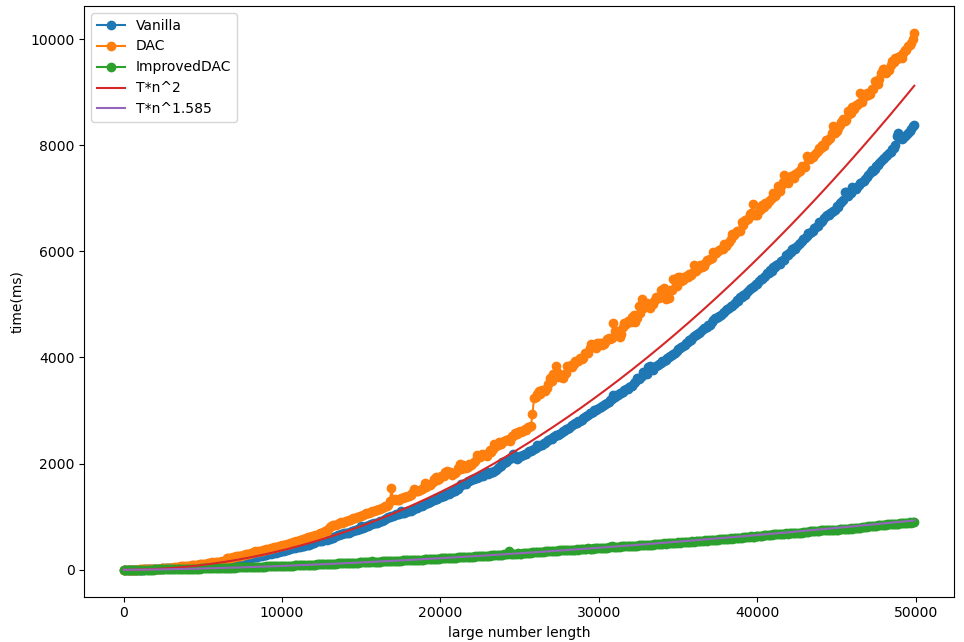 Vanilla
DAC
ImprovedDAC
T*n^2
T*n^1.585
10000
8000
6000
4000
2000
0
time(ms)
0 10000 20000 30000 40000 50000
large number length